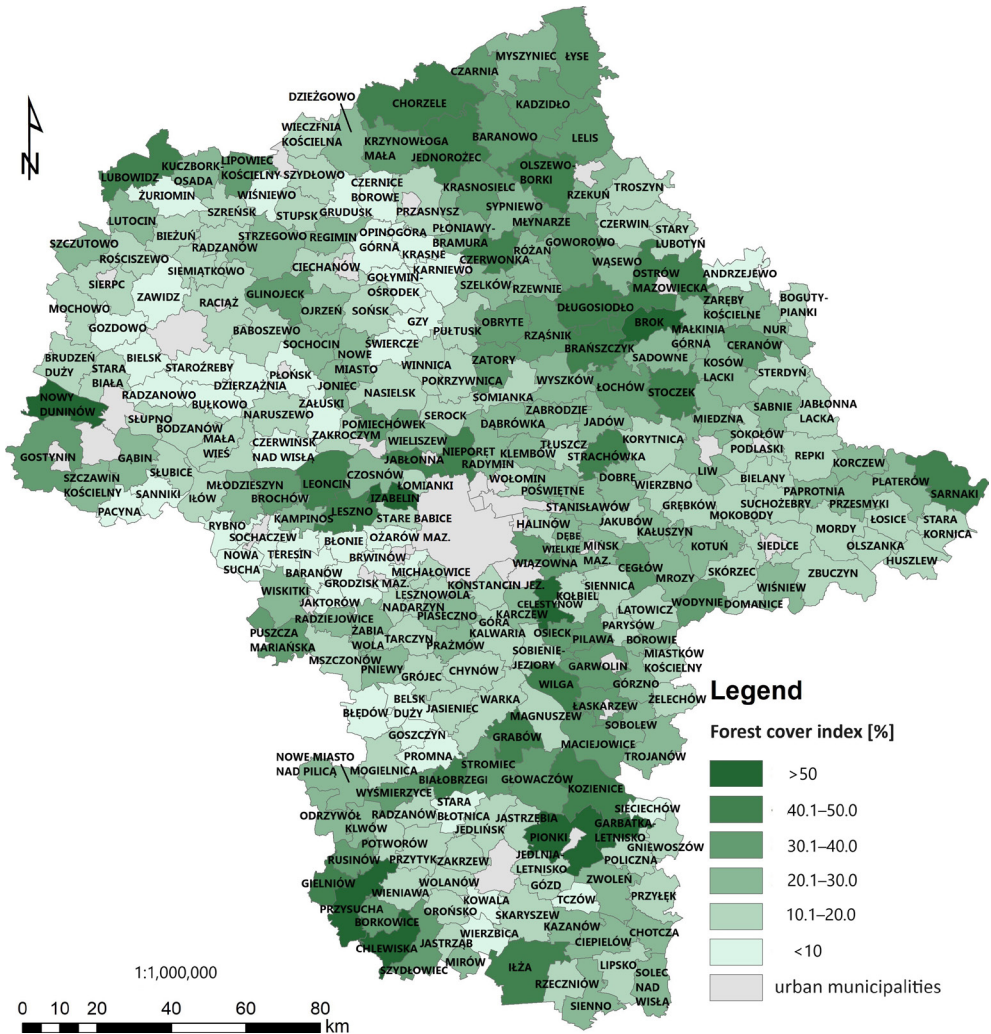 MYSZYNIEC
ŁYSE
CZARNIA
DZIEŻGOWO
CHORZELE
KADZIDŁO
WIECZFNIA
KOŚCIELNA
KRZYNOWŁOGA
MAŁA
BARANOWO
LELIS
JEDNOROŻEC
KUCZBORK-
OSADA
LIPOWIEC
KOŚCIELNY
SZYDŁOWO
OLSZEWO-
BORKI
LUBOWIDZ
CZERNICE
BOROWE
KRASNOSIELC
RZEKUŃ
TROSZYN
ŻUROMIN
WIŚNIEWO
SZREŃSK
STUPSK
GRUDUSK
PRZASNYSZ
SYPNIEWO
LUTOCIN
MŁYNARZE
CZERWIN
STARY
LUBOTYŃ
BIEŻUŃ
STRZEGOWO
REGIMIN
OPINOGÓRA
GÓRNA
PŁONIAWY-
BRAMURA
SZCZUTOWO
RADZANÓW
KRASNE
RÓŻAN
GOWOROWO
ROŚCISZEWO
CIECHANÓW
KARNIEWO
CZERWONKA
WĄSEWO
SIEMIĄTKOWO
GOŁYMIN-
OŚRODEK
OSTRÓW
MAZOWIECKA
ANDRZEJEWO
SIERPC
SZELKÓW
RZEWNIE
ZAWIDZ
GLINOJECK
RACIĄŻ
MOCHOWO
OJRZEŃ
SOŃSK
DŁUGOSIODŁO
ZARĘBY
KOŚCIELNE
BOGUTY-
PIANKI
GOZDOWO
GZY
PUŁTUSK
OBRYTE
BROK
BABOSZEWO
RZĄŚNIK
MAŁKINIA
GÓRNA
NUR
SOCHOCIN
ŚWIERCZE
BRAŃSZCZYK
CERANÓW
BRUDZEŃ
DUŻY
BIELSK
NOWE
MIASTO
SADOWNE
STARA
BIAŁA
STAROŹREBY
PŁOŃSK
WINNICA
ZATORY
KOSÓW
LACKI
STERDYŃ
DZIERZĄŻNIA
JONIEC
POKRZYWNICA
WYSZKÓW
ŁOCHÓW
STOCZEK
NOWY
DUNINÓW
RADZANOWO
NASIELSK
SOMIANKA
BULKOWO
ZAŁUSKI
ZABRODZIE
SABNIE
JABŁONNA
LACKA
SŁUPNO
NARUSZEWO
SEROCK
MIEDZNA
BODZANÓW
POMIECHÓWEK
DĄBRÓWKA
JADÓW
MAŁA
WIEŚ
CZERWIŃSK
NAD WISŁĄ
ZAKROCZYM
WIELISZEW
TŁUSZCZ
KORYTNICA
SOKOŁÓW
PODLASKI
GOSTYNIN
GĄBIN
NIEPORĘT
KLEMBÓW
STRACHÓWKA
REPKI
JABŁONNA
RADYMIN
KORCZEW
SŁUBICE
LIW
SZCZAWIN
KOŚCIELNY
CZOSNÓW
WOŁOMIN
DOBRE
BIELANY
PLATERÓW
MŁODZIESZYN
LEONCIN
ŁOMIANKI
WIERZBNO
SANNIKI
IŁÓW
BROCHÓW
IZABELIN
POŚWIĘTNE
PAPROTNIA
SARNAKI
STANISŁAWÓW
GRĘBKÓW
SUCHOŻEBRY
PRZESMYKI
PACYNA
LESZNO
MOKOBODY
KAMPINOS
STARE BABICE
HALINÓW
JAKUBÓW
ŁOSICE
STARA
KORNICA
RYBNO
KAŁUSZYN
MORDY
SOCHACZEW
BŁONIE
OŻARÓW MAZ.
DĘBE
WIELKIE
MIŃSK
MAZ.
KOTUŃ
SIEDLCE
OLSZANKA
NOWA
SUCHA
TERESIN
BRWINÓW
WIĄZOWNA
HUSZLEW
BARANÓW
MICHAŁOWICE
CEGŁÓW
SKÓRZEC
ZBUCZYN
GRODZISK MAZ.
KONSTANCIN JEZ.
MROZY
WISKITKI
LESZNOWOLA
KOŁBIEL
SIENNICA
WIŚNIEW
JAKTORÓW
NADARZYN
CELESTYNÓW
WODYNIE
DOMANICE
RADZIEJOWICE
PIASECZNO
KARCZEW
LATOWICZ
GÓRA
KALWARIA
PARYSÓW
PUSZCZA
MARIAŃSKA
ŻABIA
WOLA
TARCZYN
OSIECK
PILAWA
BOROWIE
PRAŻMÓW
SOBIENIE-
JEZIORY
MIASTKÓW
KOŚCIELNY
MSZCZONÓW
PNIEWY
GARWOLIN
GRÓJEC
CHYNÓW
WILGA
GÓRZNO
BELSK
DUŻY
WARKA
ŁASKARZEW
ŻELECHÓW
BŁĘDÓW
JASIENIEC
MAGNUSZEW
SOBOLEW
GOSZCZYN
GRABÓW
MACIEJOWICE
NOWE MIASTO
NAD PILICĄ
PROMNA
TROJANÓW
MOGIELNICA
STROMIEC
BIAŁOBRZEGI
GŁOWACZÓW
WYŚMIERZYCE
KOZIENICE
STARA
BŁOTNICA
SIECIECHÓW
ODRZYWÓŁ
RADZANÓW
JASTRZĘBIA
GARBATKA-
LETNISKO
KLWÓW
JEDLIŃSK
PIONKI
POTWORÓW
GNIEWOSZÓW
RUSINÓW
PRZYTYK
ZAKRZEW
JEDLNIA-
LETNISKO
POLICZNA
GIELNIÓW
WOLANÓW
GÓZD
ZWOLEŃ
WIENIAWA
KOWALA
TCZÓW
PRZYŁĘK
PRZYSUCHA
OROŃSKO
SKARYSZEW
BORKOWICE
KAZANÓW
CHOTCZA
WIERZBICA
CHLEWISKA
JASTRZĄB
CIEPIELÓW
SZYDŁOWIEC
MIRÓW
IŁŻA
LIPSKO
SOLEC
NAD
WISŁĄ
RZECZNIÓW
SIENNO
N
Legend
Forest cover index [%]
>50
40.1–50.0
30.1–40.0
20.1–30.0
10.1–20.0
<10
urban municipalities
1:1,000,000
0 10 20 40 60 80
km